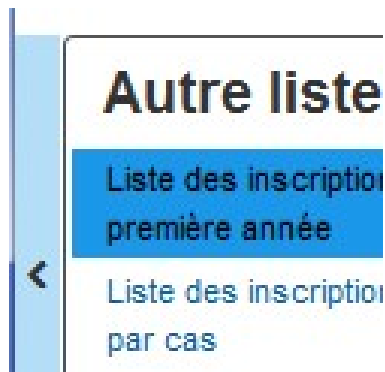 Autre liste
Liste des inscription
première année
Liste des inscription
par cas